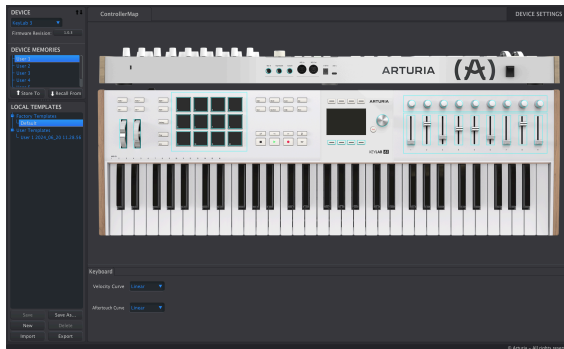 DEVICE
KeyLab 3
Firmware Revision
DEVICE MEMORIES
User 1
User 2
User 3
User 4
Store To
Recall From
LOCAL TEMPLATES
Factory Templates
Default
User Templates
Save
Save As...
New
Delete
Import
Export
ControllerMap
DEVICE SETTINGS
ARTURIA
ARTURIA
KEYLAB
Keyboard
Velocity Curve
Linear
Aftertouch Curve
Linear